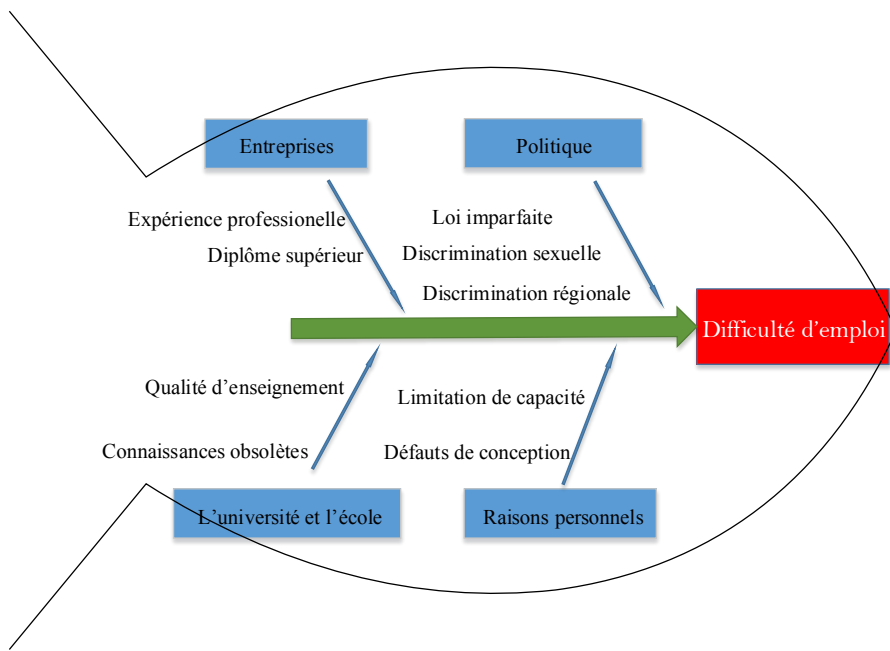 Entreprises
Politique
Expérience professionelle
Diplôme supérieur
Loi imparfaite
Discrimination sexuelle
Discrimination régionale
Difficulté d'emploi
Qualité d'enseignement
Connaissances obsolètes
Limitation de capacité
Défauts de conception
L'université et l'école
Raisons personnels